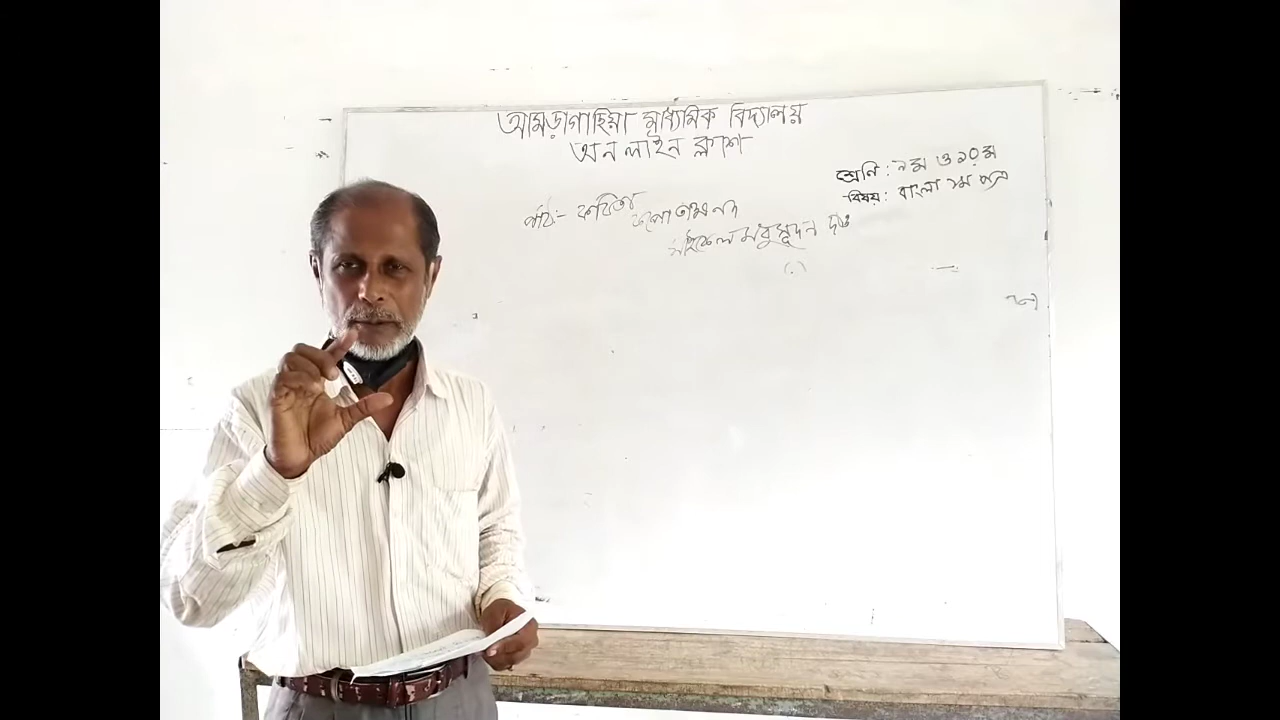 আমড়াগাছিয়া মাধ্যমিক বিদ্যালয়
অনলাইন ক্লাশ
শ্রেণি : ৯ম ও ১০ম
বিষয় : বাংলা ১ম পত্র
পাঠ :- কবিতা
কপোতাক্ষ নদ
মাইকেল মধুসূদন দত্ত